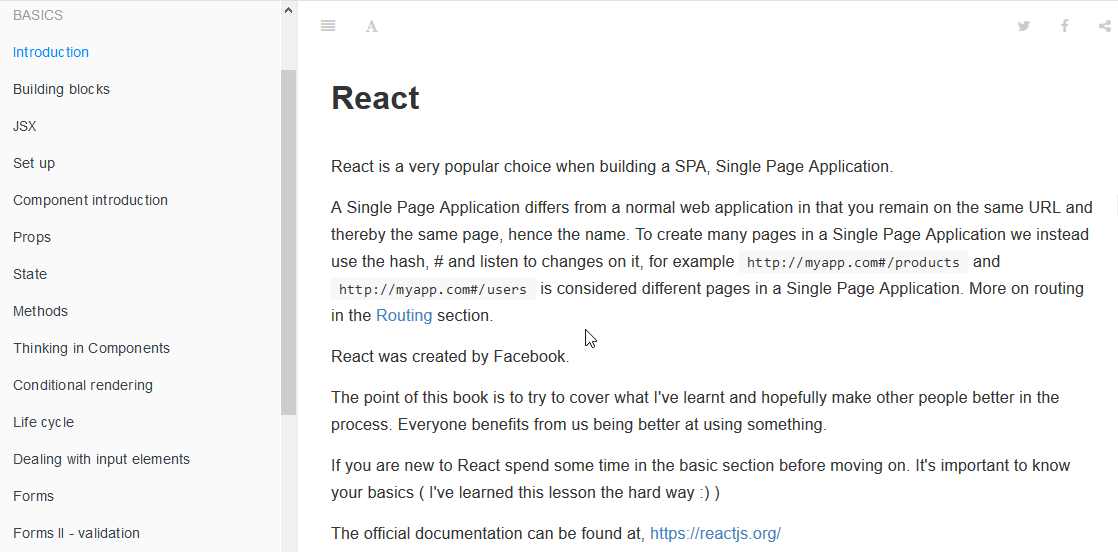 BASICS
Introduction
Building blocks
JSX
Set up
Component introduction
Props
State
Methods
Thinking in Components
Conditional rendering
Life cycle
Dealing with input elements
Forms
Forms II - validation
A
React
React is a very popular choice when building a SPA, Single Page Application.
A Single Page Application differs from a normal web application in that you remain on the same URL and
thereby the same page, hence the name. To create many pages in a Single Page Application we instead
use the hash, # and listen to changes on it, for example http://myapp.com#/products and
http://myapp.com#/users is considered different pages in a Single Page Application. More on routing
in the Routing section.
React was created by Facebook.
The point of this book is to try to cover what I've learnt and hopefully make other people better in the
process. Everyone benefits from us being better at using something.
If you are new to React spend some time in the basic section before moving on. It's important to know
your basics ( I've learned this lesson the hard way :) )
The official documentation can be found at, https://reactjs.org/